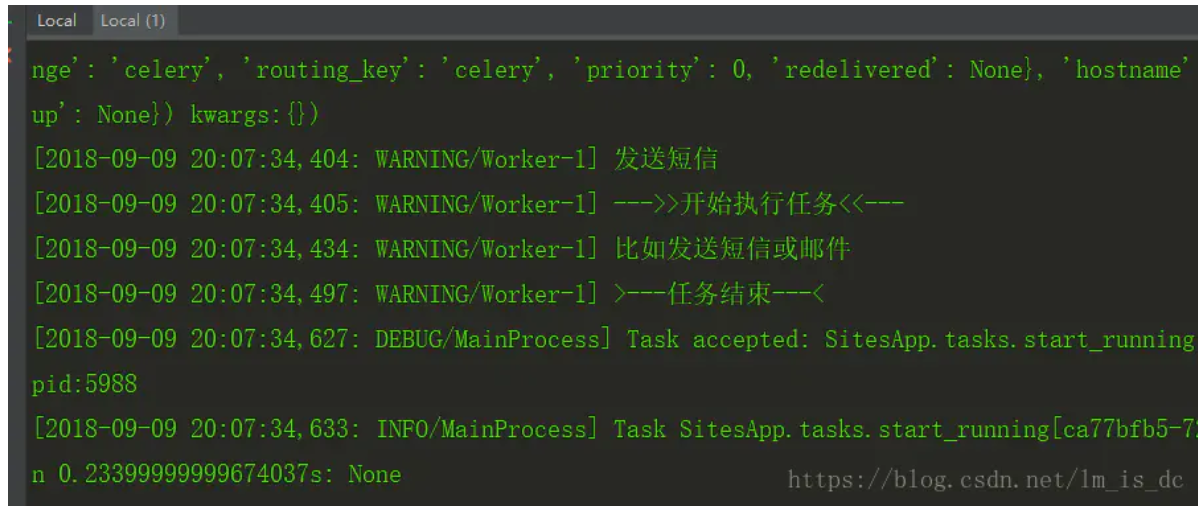 Local Local (1)
nge': 'celery', 'routing_key': 'celery', 'priority': 0, 'redelivered': None}, 'hostname'
up': None}) kwargs:{})
[2018-09-09 20:07:34,404: WARNING/Worker-1] 发送短信
[2018-09-09 20:07:34,405: WARNING/Worker-1] --->>开始执行任务<<---
[2018-09-09 20:07:34,434: WARNING/Worker-1] 比如发送短信或邮件
[2018-09-09 20:07:34,497: WARNING/Worker-1] >---任务结束---<
[2018-09-09 20:07:34,627: DEBUG/MainProcess] Task accepted: SitesApp.tasks.start_running
pid:5988
[2018-09-09 20:07:34,633: INFO/MainProcess] Task SitesApp.tasks.start_running[ca77bfb5-72
n 0.23399999999674037s: None
https://blog.csdn.net/lm_is_dc